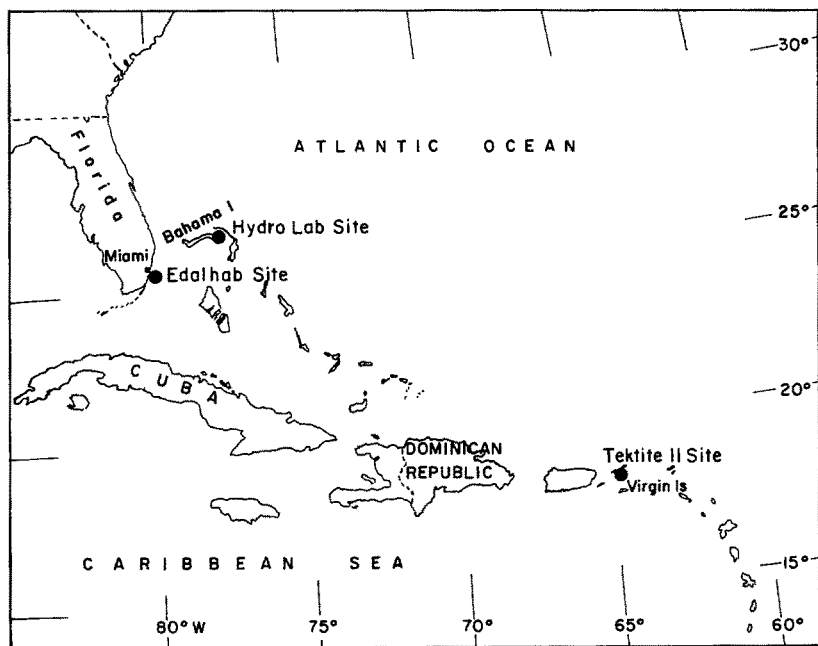 30°
ATLANTIC OCEAN
Florida
25°
Bahama I
Hydro Lab Site
Miami
Edalhab Site
20°
CUBA
DOMINICAN
REPUBLIC
Tektite II Site
Virgin Is
15°
CARIBBEAN SEA
80° W
75°
70°
65°
60°